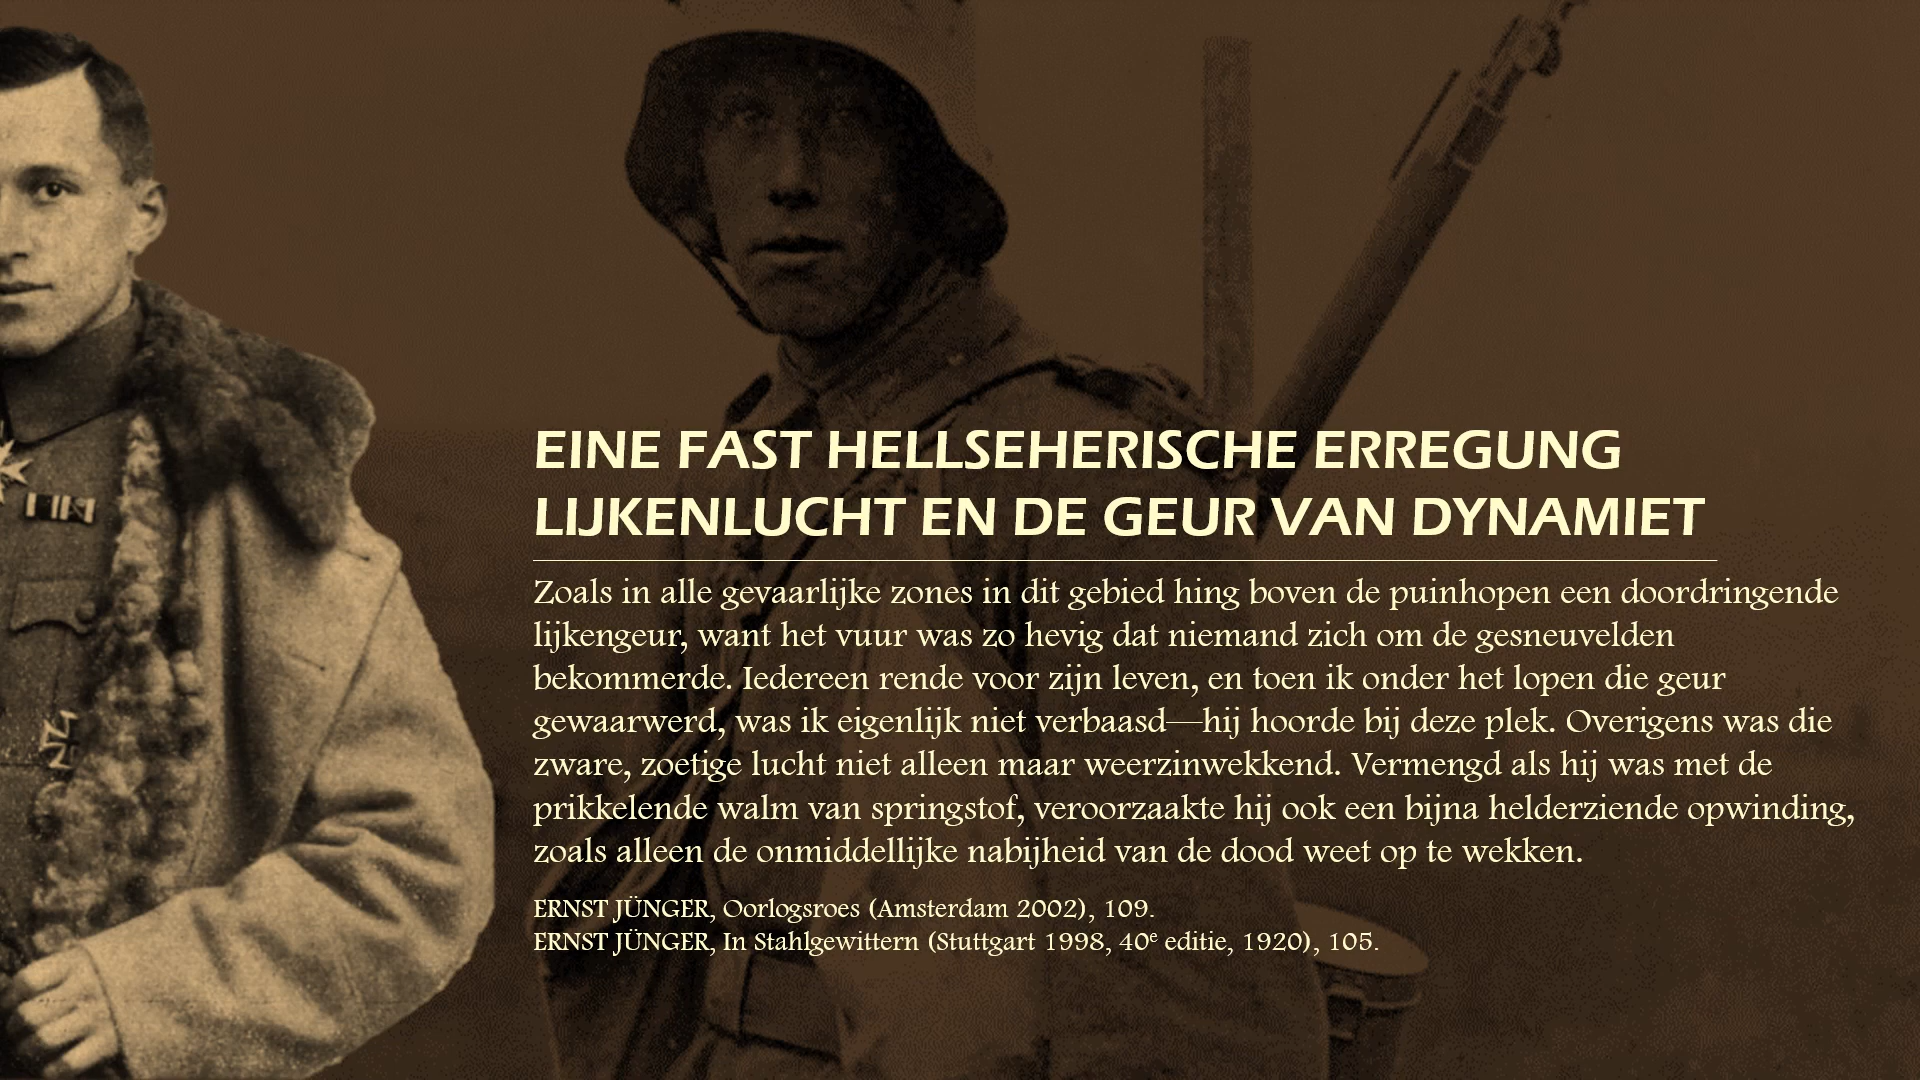 EINE FAST HELLSEHERISCHE ERREGUNG
LIJKENLUCHT EN DE GEUR VAN DYNAMIET
Zoals in alle gevaarlijke zones in dit gebied hing boven de puinhopen een doordringende
lijkengeur, want het vuur was zo hevig dat niemand zich om de gesneuvelden
bekommerde. Iedereen rende voor zijn leven, en toen ik onder het lopen die geur
gewaarwerd, was ik eigenlijk niet verbaasd—hij hoorde bij deze plek. Overigens was die
zware, zoetige lucht niet alleen maar weerzinwekkend. Vermengd als hij was met de
prikkelende walm van springstof, veroorzaakte hij ook een bijna helderziende opwinding,
zoals alleen de onmiddellijke nabijheid van de dood weet op te wekken.
ERNST JÜNGER, Oorlogsroes (Amsterdam 2002), 109.
ERNST JÜNGER, In Stahlgewittern (Stuttgart 1998, 40ᵉ editie, 1920), 105.